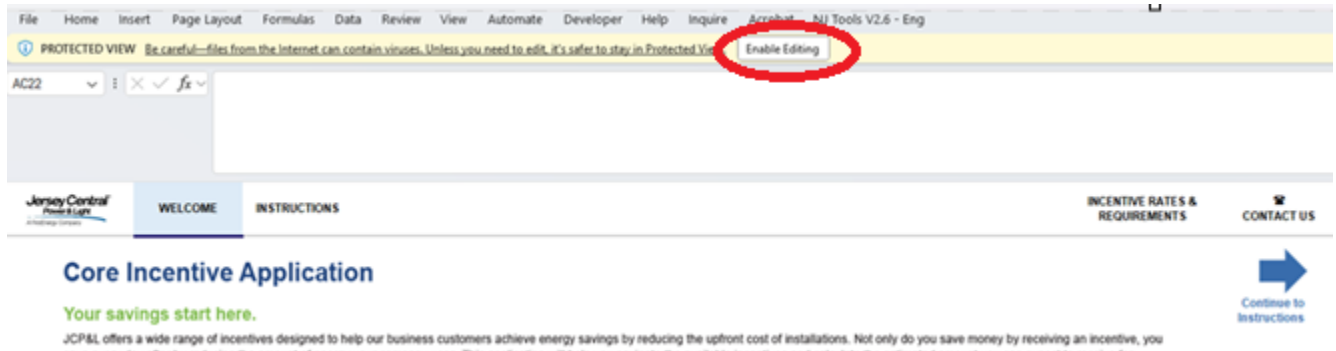 File Home Insert Page Layout Formulas Data Review View Automate Developer Help Inquire Acrobat NJ Tools V2.6 - Eng
PROTECTED VIEW Be careful—files from the Internet can contain viruses. Unless you need to edit, it's safer to stay in Protected View. Enable Editing
AC22 fx
Jersey Central
Power & Light
A FirstEnergy Company
WELCOME INSTRUCTIONS
INCENTIVE RATES &
REQUIREMENTS
CONTACT US
Core Incentive Application
Continue to
Instructions
Your savings start here.
JCP&L offers a wide range of incentives designed to help our business customers achieve energy savings by reducing the upfront cost of installations. Not only do you save money by receiving an incentive, you